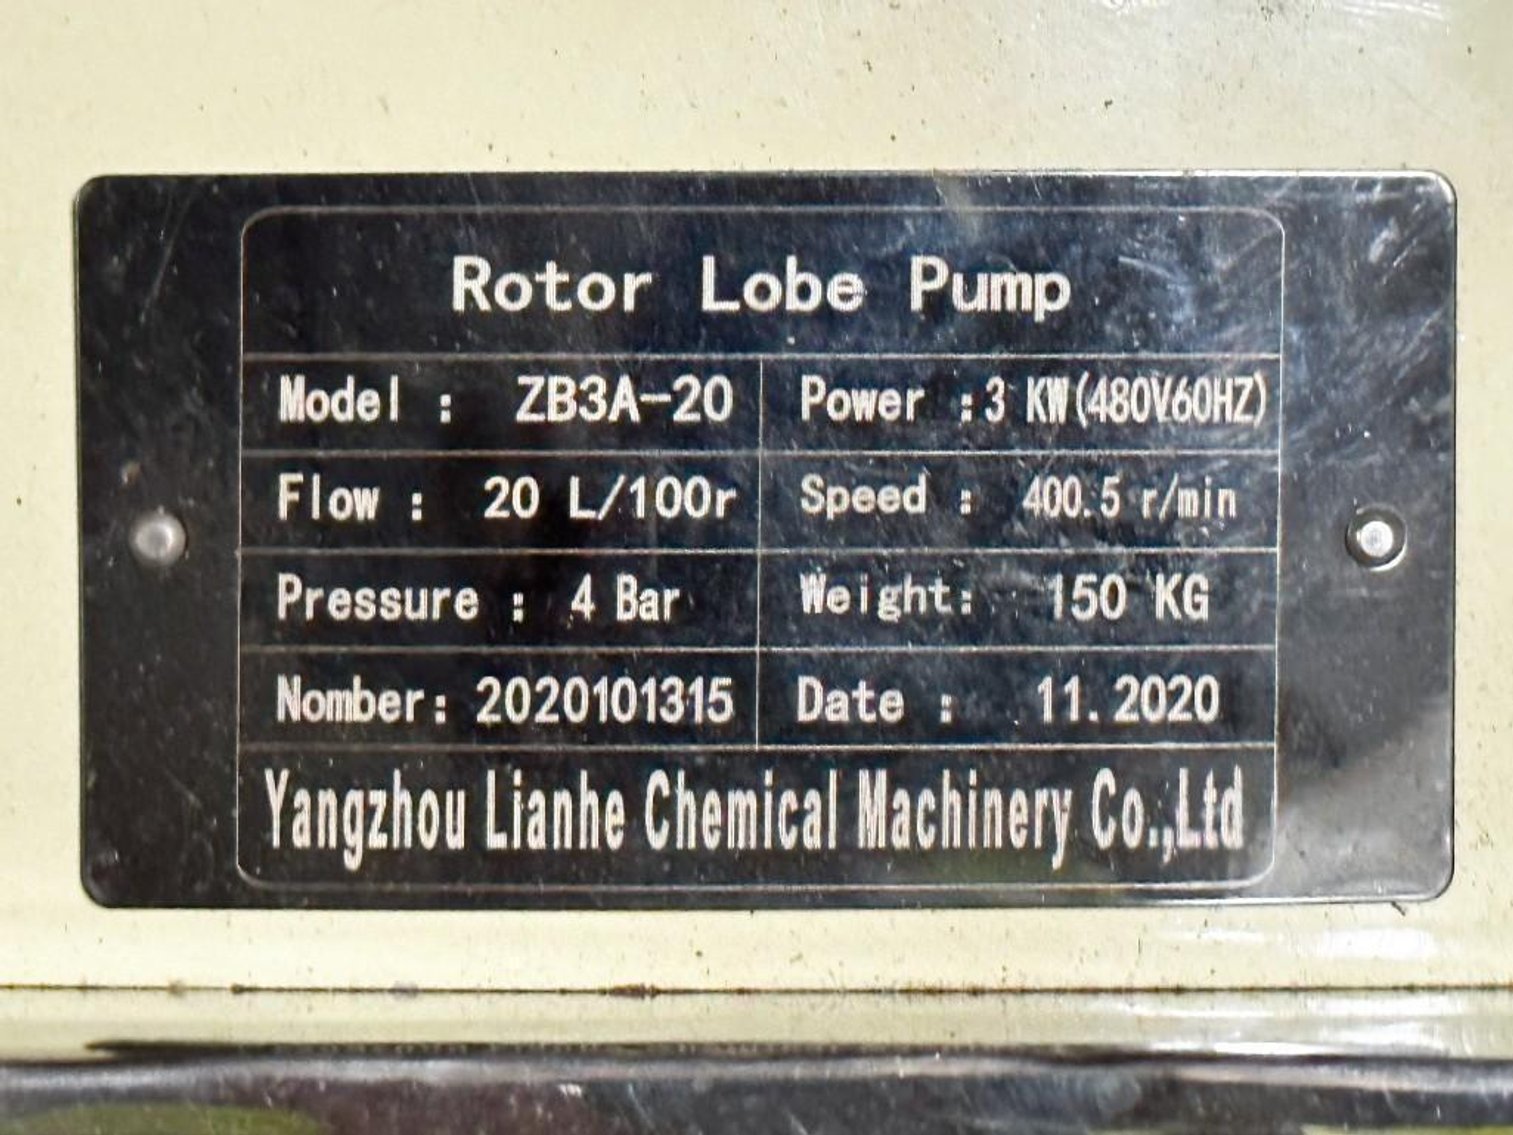 Rotor Lobe Pump
Model : ZB3A-20 Power :3 KW(480V60HZ)
Flow : 20 L/100r Speed : 400.5 r/min
Pressure : 4 Bar Weight: 150 KG
Nomber: 2020101315 Date : 11.2020
Yangzhou Lianhe Chemical Machinery Co.,Ltd